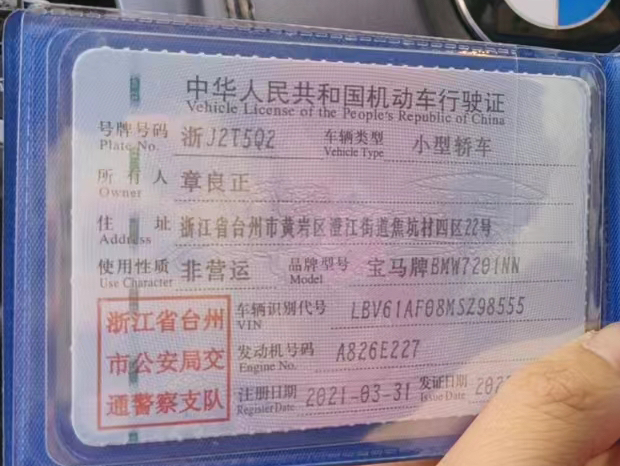 中华人民共和国机动车行驶证
Vehicle License of the People's Republic of China
号牌号码 浙J2T5Q2 车辆类型 小型轿车
Plate No. Vehicle Type
所有人 章良正
Owner
住址 浙江省台州市黄岩区澄江街道焦坑村四区22号
Address
使用性质 非营运 品牌型号 宝马牌BMW7201NN
Use Character Model
浙江省台州
市公安局交
通警察支队
车辆识别代号 LBV61AF08MSZ98555
VIN
发动机号码 A826E227
Engine No.
注册日期 2021-03-31 发证日期 202
Register Date Issue Date